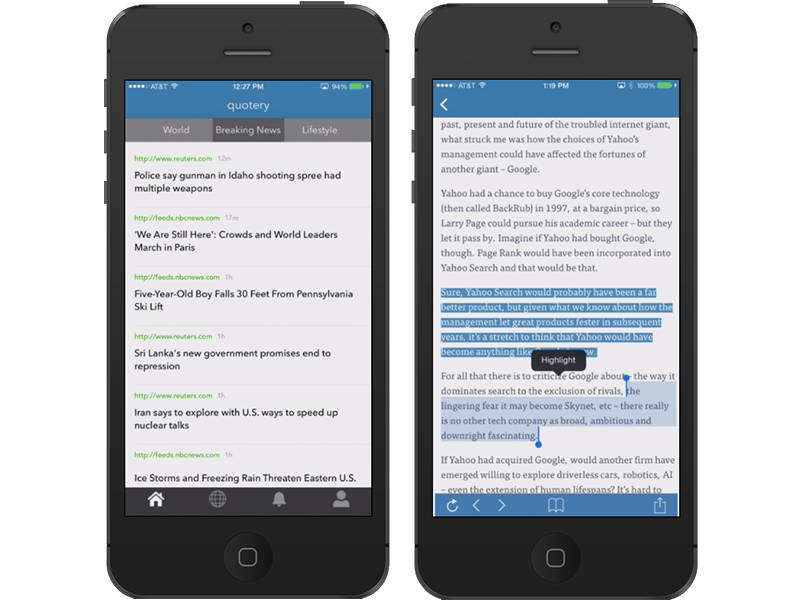 AT&T 12:27 PM 94%
quotery
World Breaking News Lifestyle
http://www.reuters.com 12m
Police say gunman in Idaho shooting spree had
multiple weapons
http://feeds.nbcnews.com 17m
'We Are Still Here': Crowds and World Leaders
March in Paris
http://feeds.nbcnews.com 1h
Five-Year-Old Boy Falls 30 Feet From Pennsylvania
Ski Lift
http://www.reuters.com 1h
Sri Lanka's new government promises end to
repression
http://www.reuters.com 1h
Iran says to explore with U.S. ways to speed up
nuclear talks
http://feeds.nbcnews.com 1h
Ice Storms and Freezing Rain Threaten Eastern U.S.
AT&T 1:19 PM 100%
past, present and future of the troubled internet giant,
what struck me was how the choices of Yahoo's
management could have affected the fortunes of
another giant – Google.
Yahoo had a chance to buy Google's core technology
(then called BackRub) in 1997, at a bargain price, so
Larry Page could pursue his academic career – but they
let it pass by. Imagine if Yahoo had bought Google,
though. Page Rank would have been incorporated into
Yahoo Search and that would be that.
Sure, Yahoo Search would probably have been a far
better product, but given what we know about how the
management let great products fester in subsequent
years, it's a stretch to think that Yahoo would have
become anything like
Highlight
For all that there is to criticize Google about – the way it
dominates search to the exclusion of rivals, the
lingering fear it may become Skynet, etc – there really
is no other tech company as broad, ambitious and
downright fascinating.
If Yahoo had acquired Google, would another firm have
emerged willing to explore driverless cars, robotics, AI
– even the extension of human lifespans? It's hard to